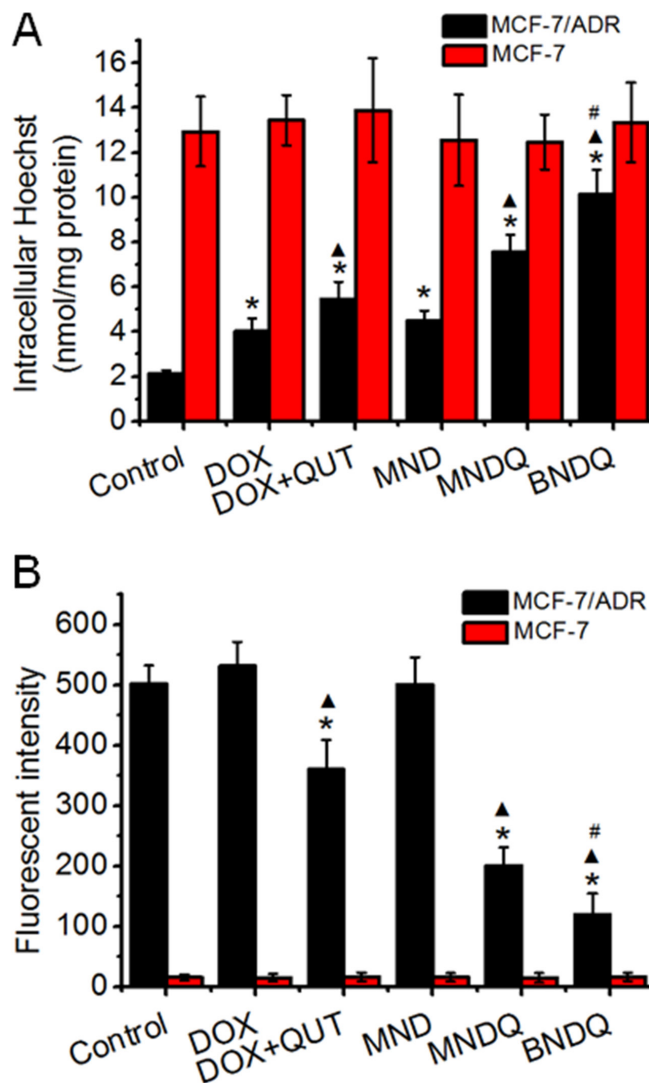 A
MCF-7/ADR
MCF-7
Intracellular Hoechst
(nmol/mg protein)
18
16
14
12
10
8
6
4
2
0
*
▲
*
*
▲
*
#
▲
*
Control
DOX
DOX+QUT
MND
MNDQ
BNDQ
B
MCF-7/ADR
MCF-7
Fluorescent intensity
600
500
400
300
200
100
0
▲
*
▲
*
#
▲
*
Control
DOX
DOX+QUT
MND
MNDQ
BNDQ